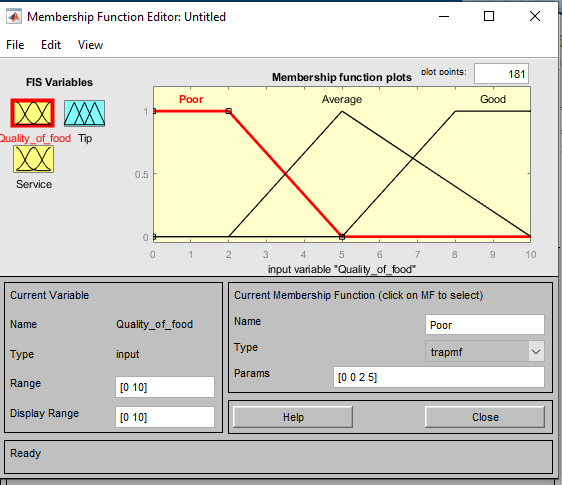 Membership Function Editor: Untitled
File Edit View
FIS Variables
Quality_of_food
Tip
Service
Membership function plots
plot points:
181
Poor Average Good
1
0.5
0
0 1 2 3 4 5 6 7 8 9 10
input variable "Quality_of_food"
Current Variable
Name Quality_of_food
Type input
Range [0 10]
Display Range [0 10]
Current Membership Function (click on MF to select)
Name Poor
Type trapmf
Params [0 0 2 5]
Help Close
Ready